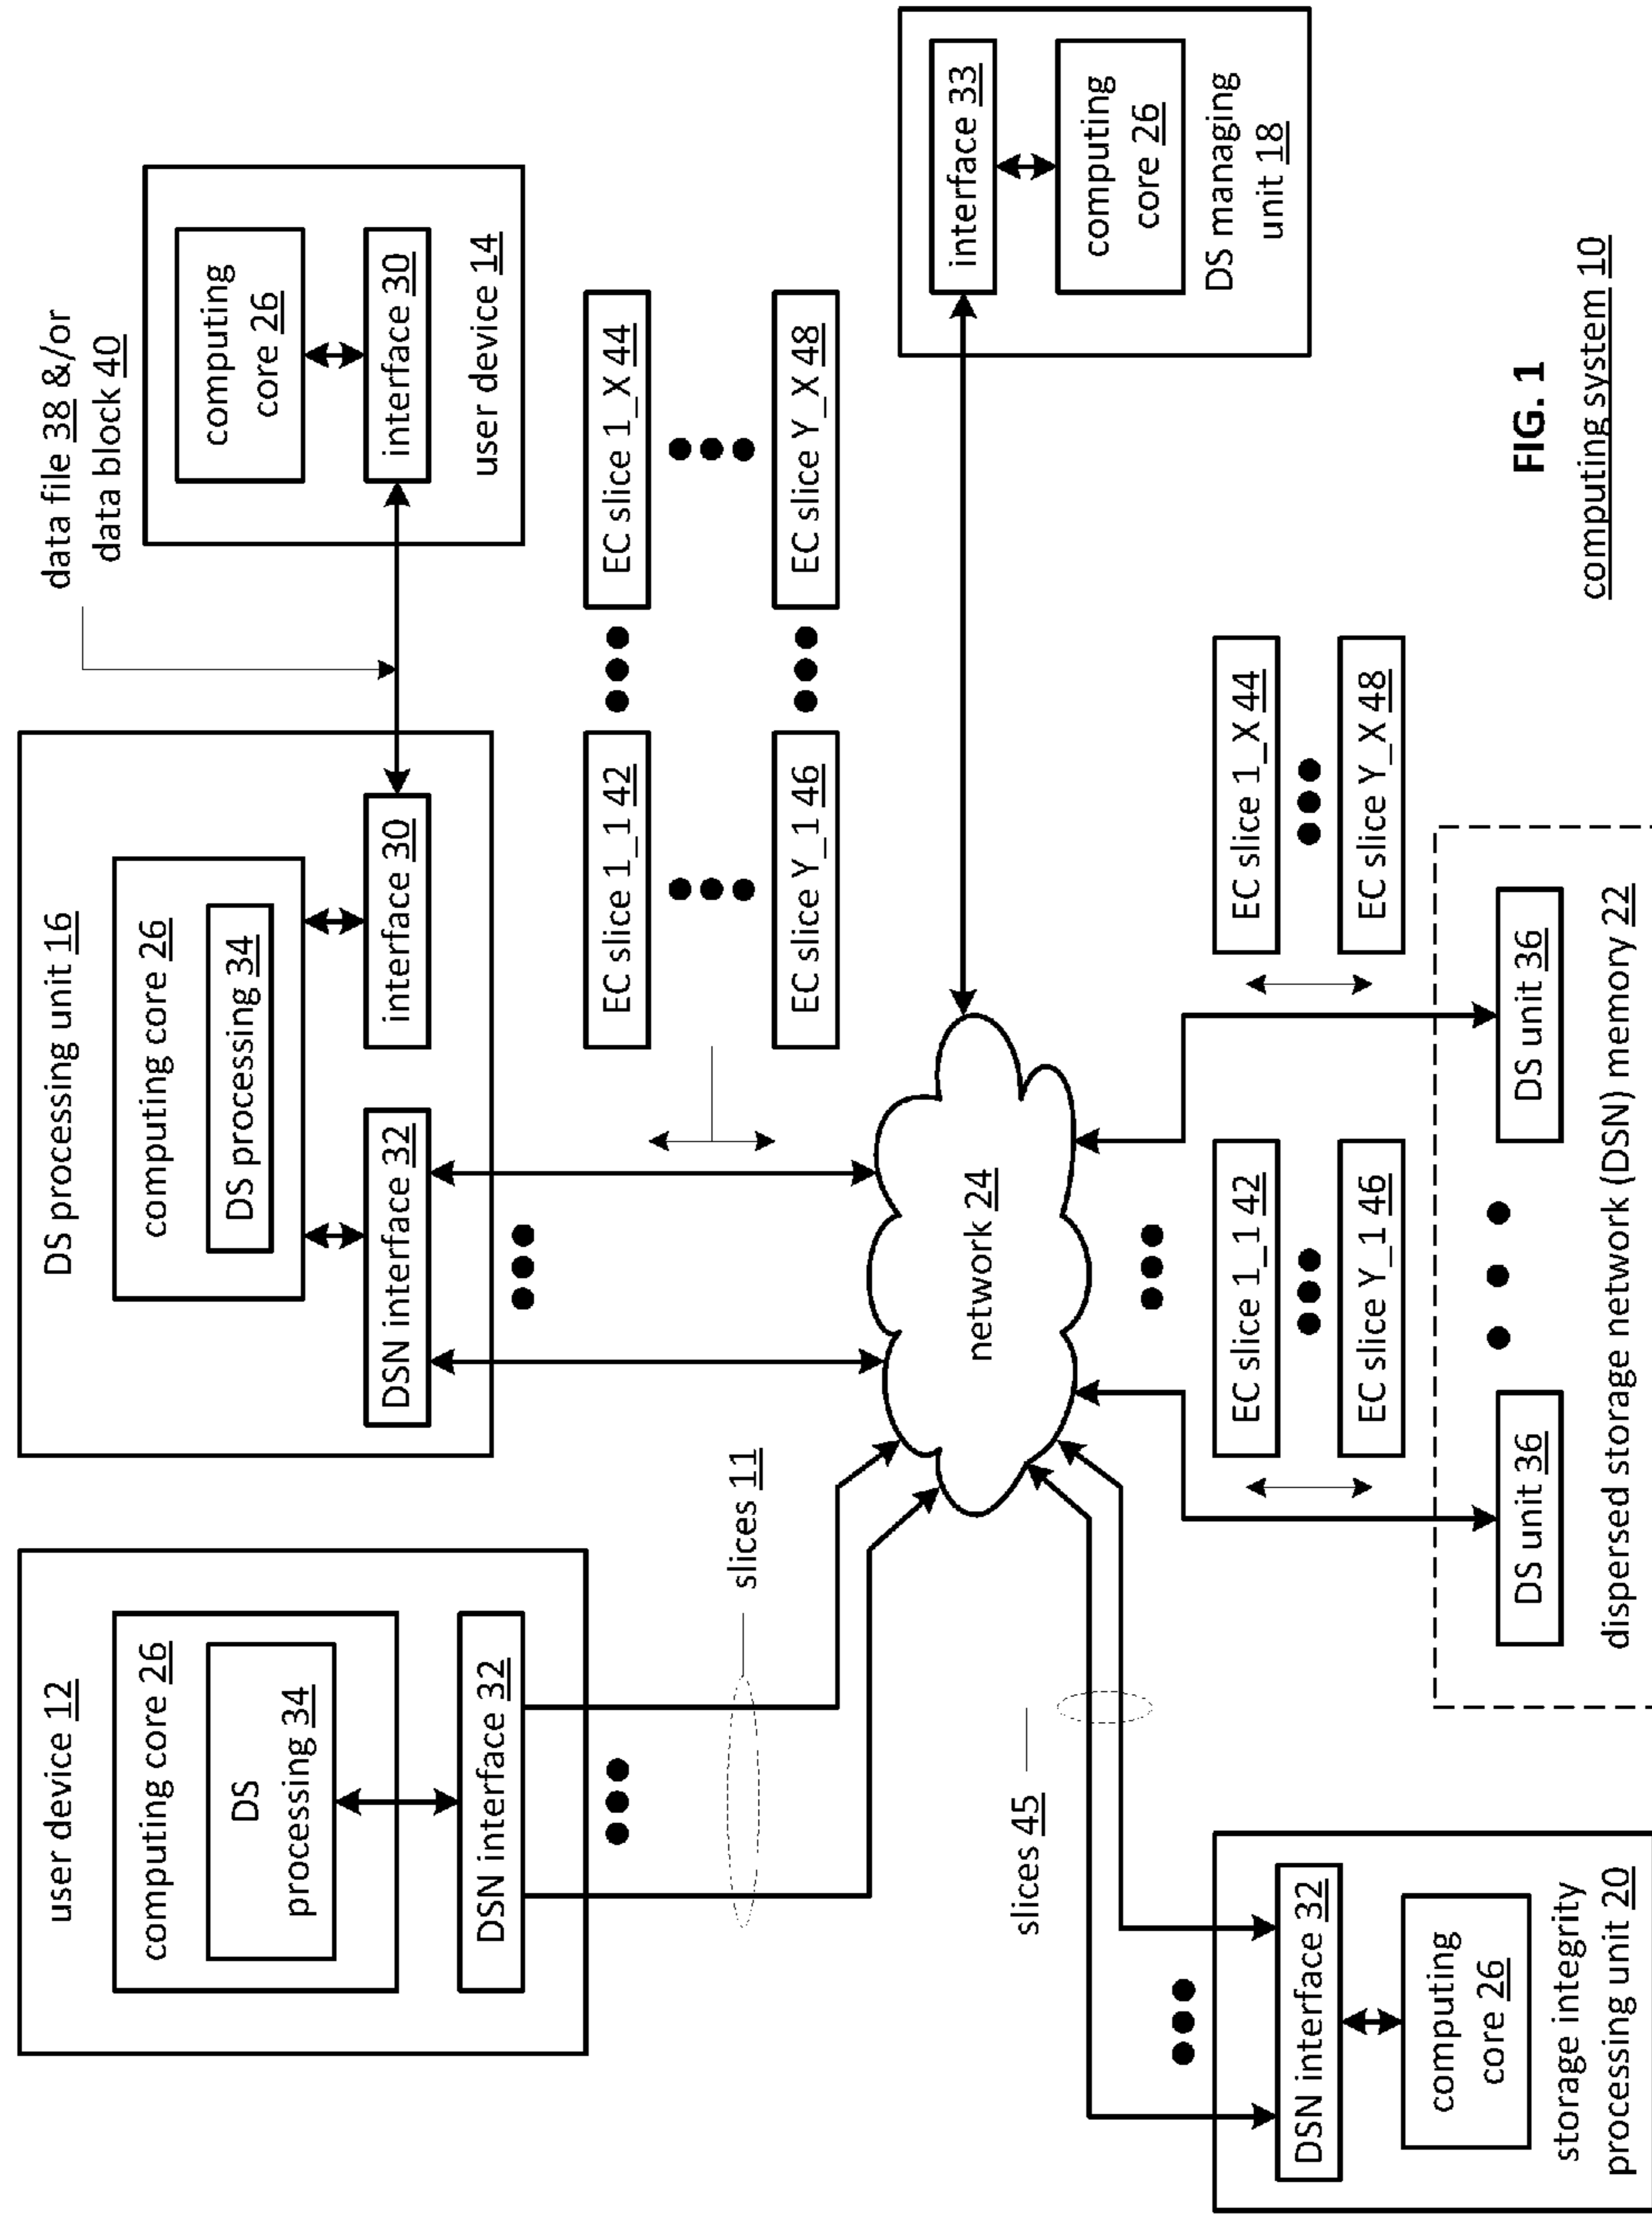 user device 12
computing core 26
DS
processing 34
DSN interface 32
DS processing unit 16
computing core 26
DS processing 34
DSN interface 32
interface 30
data file 38 &/or
data block 40
computing
core 26
interface 30
user device 14
slices 11
EC slice 1_1 42
EC slice 1_X 44
EC slice Y_1 46
EC slice Y_X 48
network 24
interface 33
computing
core 26
DS managing
unit 18
slices 45
DSN interface 32
computing
core 26
storage integrity
processing unit 20
EC slice 1_1 42
EC slice Y_1 46
EC slice 1_X 44
EC slice Y_X 48
DS unit 36
DS unit 36
dispersed storage network (DSN) memory 22
FIG. 1
computing system 10